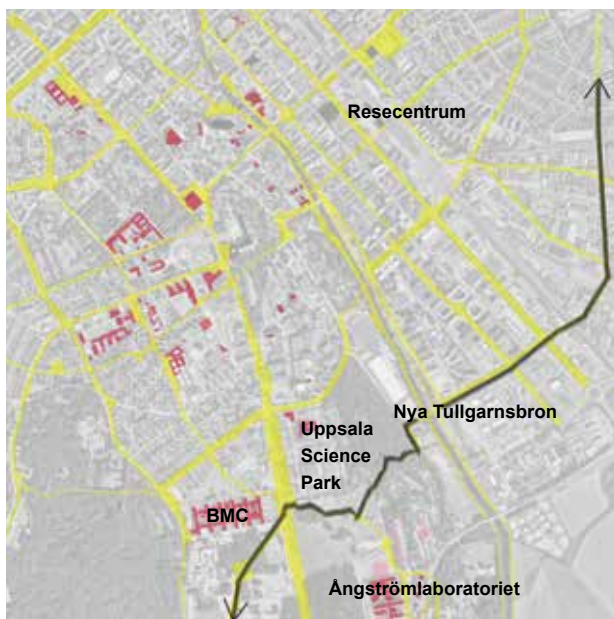 Resecentrum
Nya Tullgarnsbron
Uppsala
Science
Park
BMC
Ångströmlaboratoriet